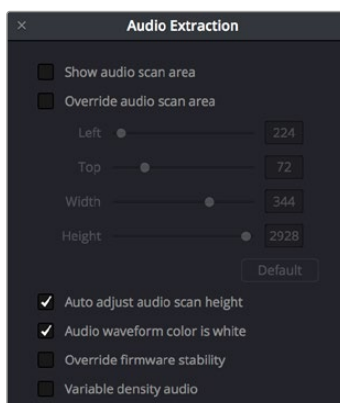 Audio Extraction
Show audio scan area
Override audio scan area
Left 224
Top 72
Width 344
Height 2928
Default
Auto adjust audio scan height
Audio waveform color is white
Override firmware stability
Variable density audio